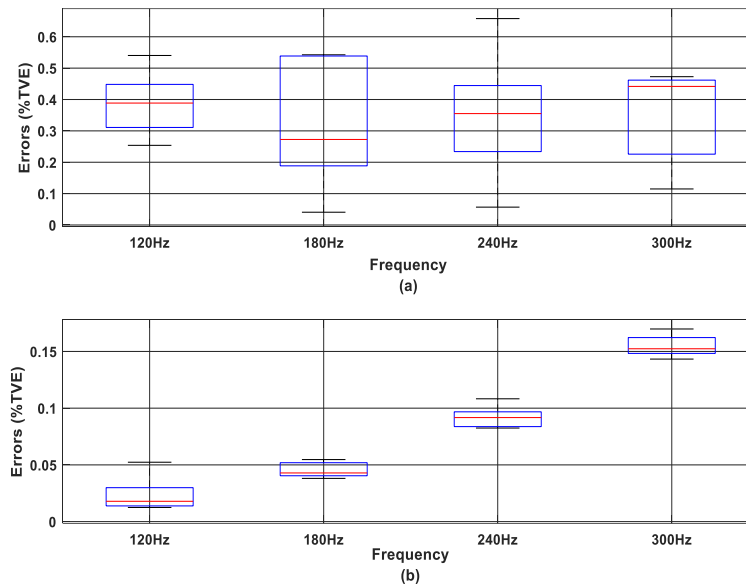 Errors (%TVE)
0.6
0.5
0.4
0.3
0.2
0.1
0
120Hz 180Hz 240Hz 300Hz
Frequency
(a)
Errors (%TVE)
0.15
0.1
0.05
0
120Hz 180Hz 240Hz 300Hz
Frequency
(b)